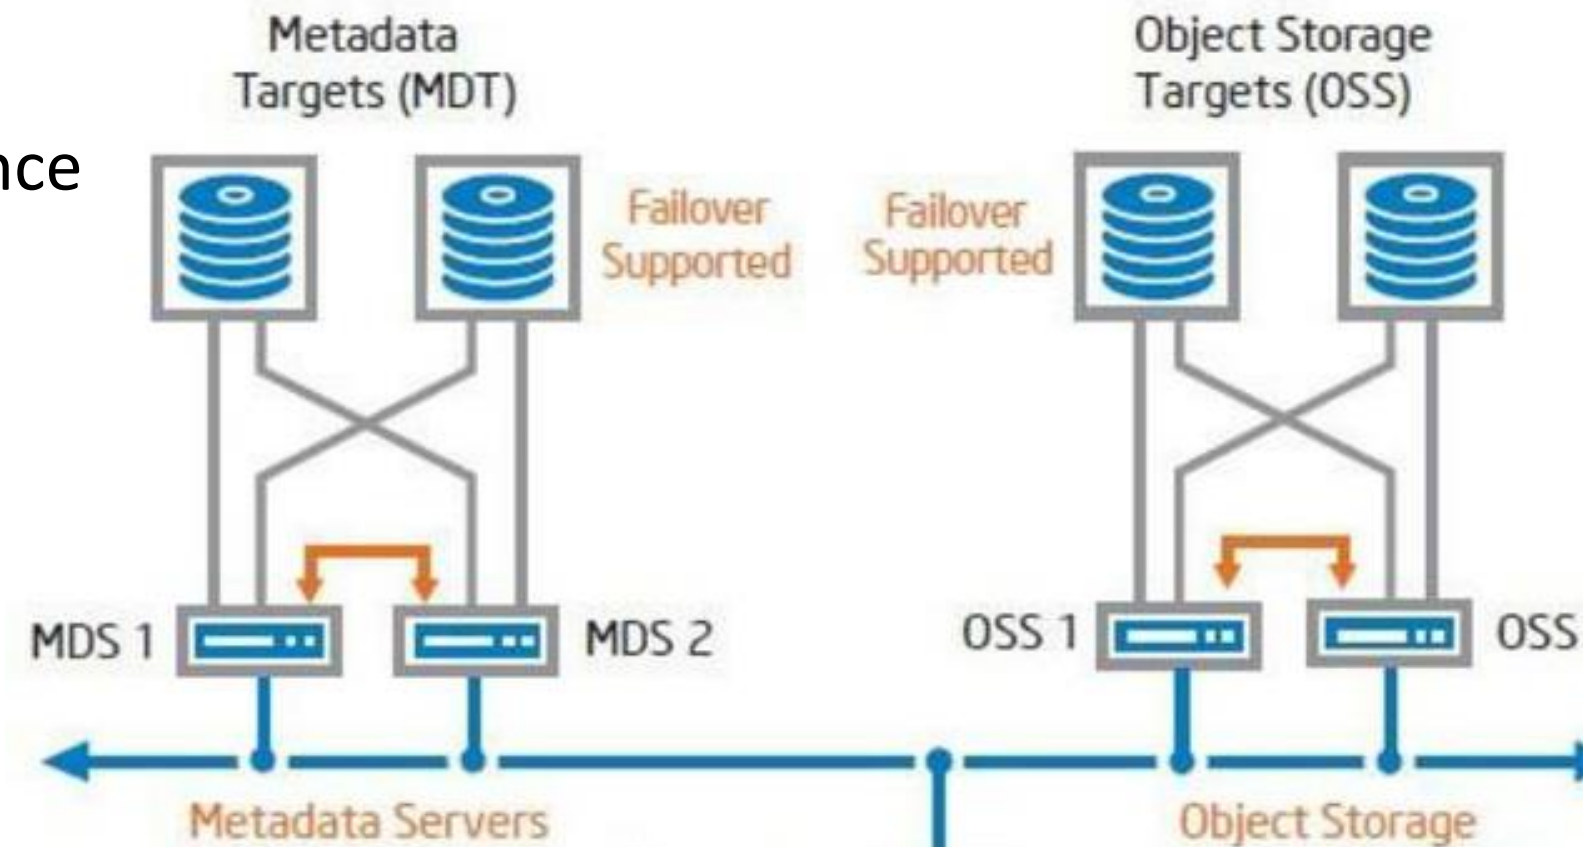 Metadata
Targets (MDT)
Object Storage
Targets (OSS)
nce
Failover
Supported
Failover
Supported
MDS 1
MDS 2
OSS 1
OSS
Metadata Servers
Object Storage